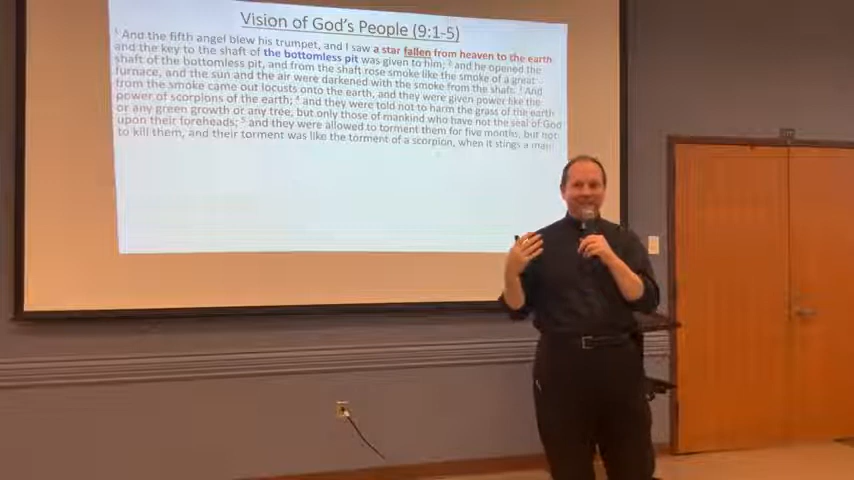 Vision of God's People (9:1-5)
1 And the fifth angel blew his trumpet, and I saw a star fallen from heaven to the earth
and the key to the shaft of the bottomless pit was given to him; 2 and he opened the
shaft of the bottomless pit, and from the shaft rose smoke like the smoke of a great
furnace, and the sun and the air were darkened with the smoke from the shaft. 3 And
from the smoke came out locusts onto the earth, and they were given power like the
power of scorpions of the earth; 4 and they were told not to harm the grass of the earth
or any green growth or any tree, but only those of mankind who have not the seal of God
upon their foreheads; 5 and they were allowed to torment them for five months, but not
to kill them, and their torment was like the torment of a scorpion, when it stings a man.